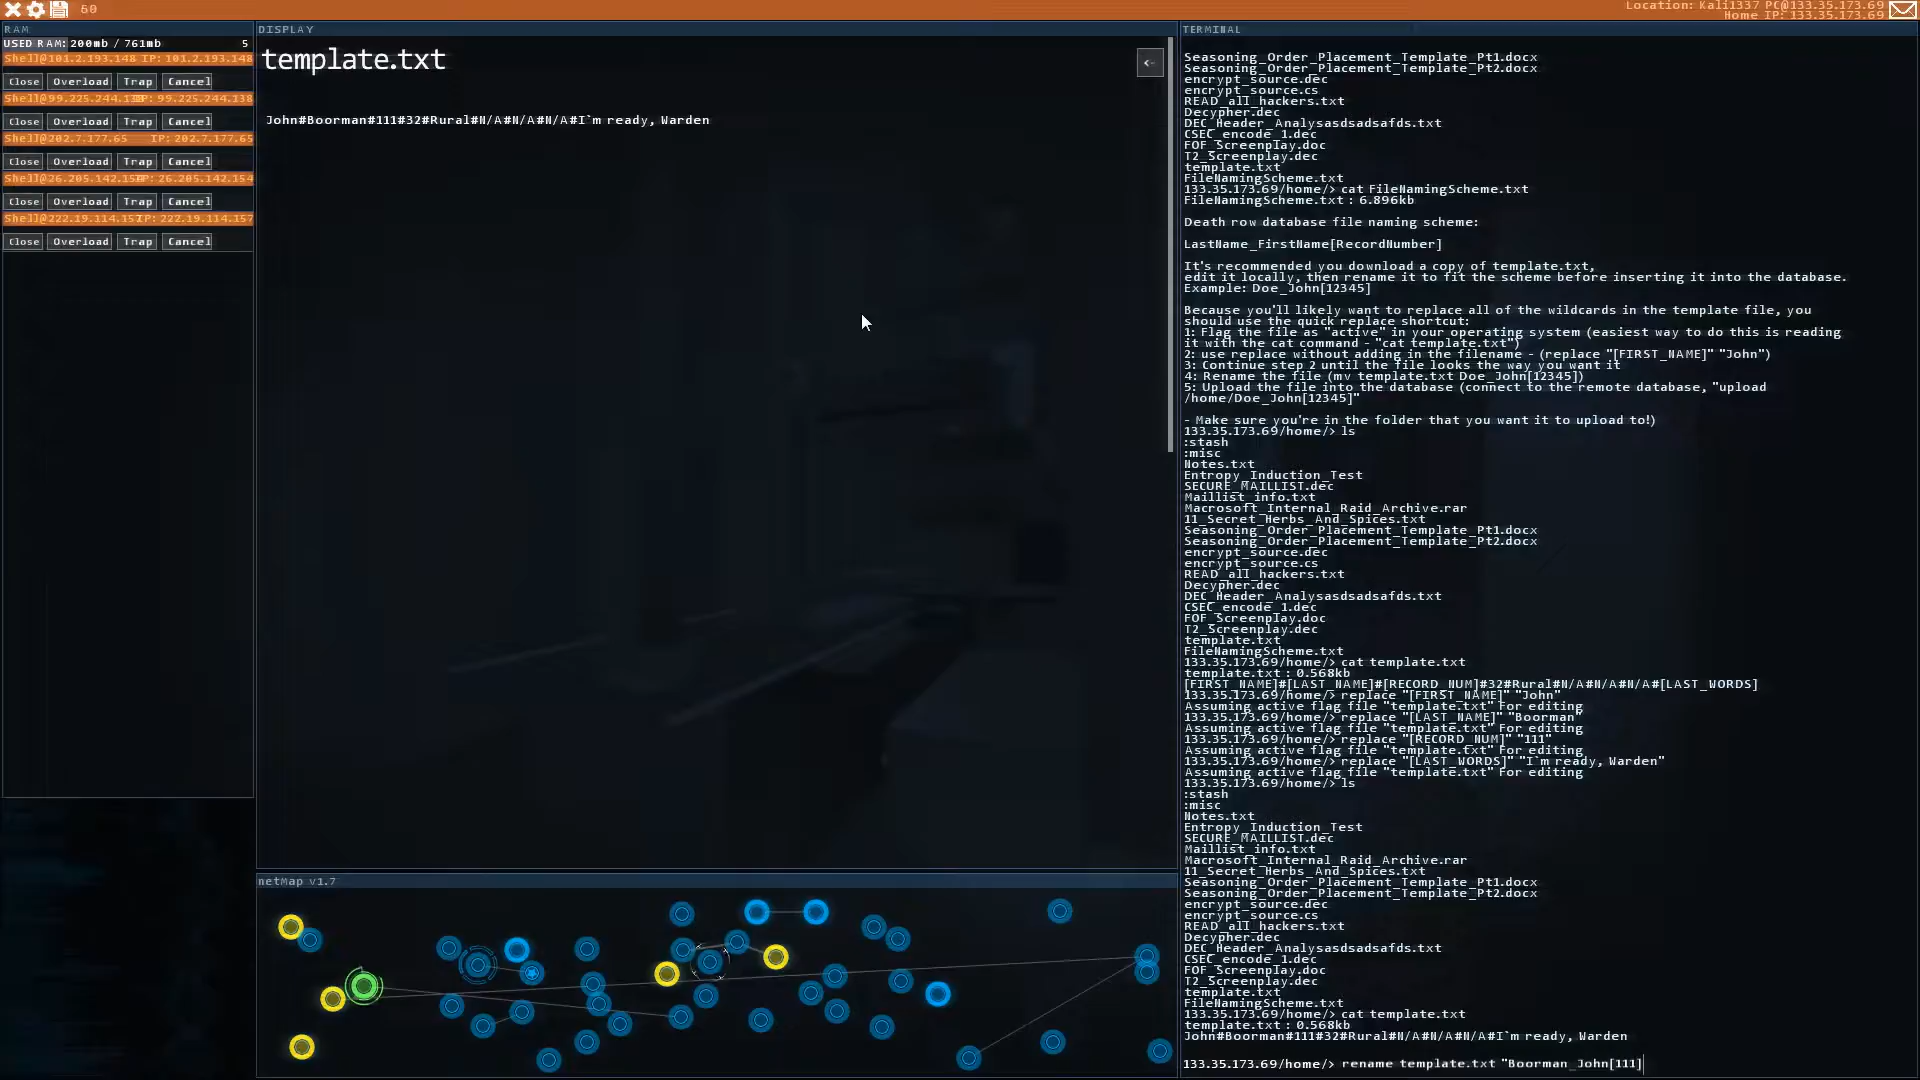 60
Location: Kali1337 PC@133.35.173.69
Home IP: 133.35.173.69
RAM
USED RAM: 200mb / 761mb 5
Shell@101.2.193.148 IP: 101.2.193.148
Close Overload Trap Cancel
IP: 99.225.244.138
Close Overload Trap Cancel
Shell@202.7.177.65 IP: 202.7.177.65
Close Overload Trap Cancel
IP: 26.205.142.154
Close Overload Trap Cancel
IP: 222.19.114.157
Close Overload Trap Cancel
DISPLAY
template.txt
<-
John#Boorman#111#32#Rural#N/A#N/A#N/A#I`m ready, Warden
netMap v1.7
TERMINAL
Seasoning_Order_Placement_Template_Pt1.docx
Seasoning_Order_Placement_Template_Pt2.docx
encrypt_source.dec
encrypt_source.cs
READ_all_hackers.txt
Decypher.dec
DEC_Header_Analysasdsadsafds.txt
CSEC_encode_1.dec
FOF_Screenplay.doc
T2_Screenplay.dec
template.txt
FileNamingScheme.txt
133.35.173.69/home/> cat FileNamingScheme.txt
FileNamingScheme.txt : 6.896kb
Death row database file naming scheme:
LastName_FirstName[RecordNumber]
It's recommended you download a copy of template.txt,
edit it locally, then rename it to fit the scheme before inserting it into the database.
Example: Doe_John[12345]
Because you'll likely want to replace all of the wildcards in the template file, you
should use the quick replace shortcut:
1: Flag the file as "active" in your operating system (easiest way to do this is reading
it with the cat command - "cat template.txt")
2: use replace without adding in the filename - (replace "[FIRST_NAME]" "John")
3: Continue step 2 until the file looks the way you want it
4: Rename the file (mv template.txt Doe_John[12345])
5: Upload the file into the database (connect to the remote database, "upload
/home/Doe_John[12345]"
- Make sure you're in the folder that you want it to upload to!)
133.35.173.69/home/> ls
:stash
:misc
Notes.txt
Entropy_Induction_Test
SECURE_MAILLIST.dec
Maillist_info.txt
Macrosoft_Internal_Raid_Archive.rar
11_Secret_Herbs_And_Spices.txt
Seasoning_Order_Placement_Template_Pt1.docx
Seasoning_Order_Placement_Template_Pt2.docx
encrypt_source.dec
encrypt_source.cs
READ_all_hackers.txt
Decypher.dec
DEC_Header_Analysasdsadsafds.txt
CSEC_encode_1.dec
FOF_Screenplay.doc
T2_Screenplay.dec
template.txt
FileNamingScheme.txt
133.35.173.69/home/> cat template.txt
template.txt : 0.568kb
[FIRST_NAME]#[LAST_NAME]#[RECORD_NUM]#32#Rural#N/A#N/A#N/A#[LAST_WORDS]
133.35.173.69/home/> replace "[FIRST_NAME]" "John"
Assuming active flag file "template.txt" For editing
133.35.173.69/home/> replace "[LAST_NAME]" "Boorman"
Assuming active flag file "template.txt" For editing
133.35.173.69/home/> replace "[RECORD_NUM]" "111"
Assuming active flag file "template.txt" For editing
133.35.173.69/home/> replace "[LAST_WORDS]" "I`m ready, Warden"
Assuming active flag file "template.txt" For editing
133.35.173.69/home/> ls
:stash
:misc
Notes.txt
Entropy_Induction_Test
SECURE_MAILLIST.dec
Maillist_info.txt
Macrosoft_Internal_Raid_Archive.rar
11_Secret_Herbs_And_Spices.txt
Seasoning_Order_Placement_Template_Pt1.docx
Seasoning_Order_Placement_Template_Pt2.docx
encrypt_source.dec
encrypt_source.cs
READ_all_hackers.txt
Decypher.dec
DEC_Header_Analysasdsadsafds.txt
CSEC_encode_1.dec
FOF_Screenplay.doc
T2_Screenplay.dec
template.txt
FileNamingScheme.txt
133.35.173.69/home/> cat template.txt
template.txt : 0.568kb
John#Boorman#111#32#Rural#N/A#N/A#N/A#I`m ready, Warden
133.35.173.69/home/> rename template.txt "Boorman_John[111]